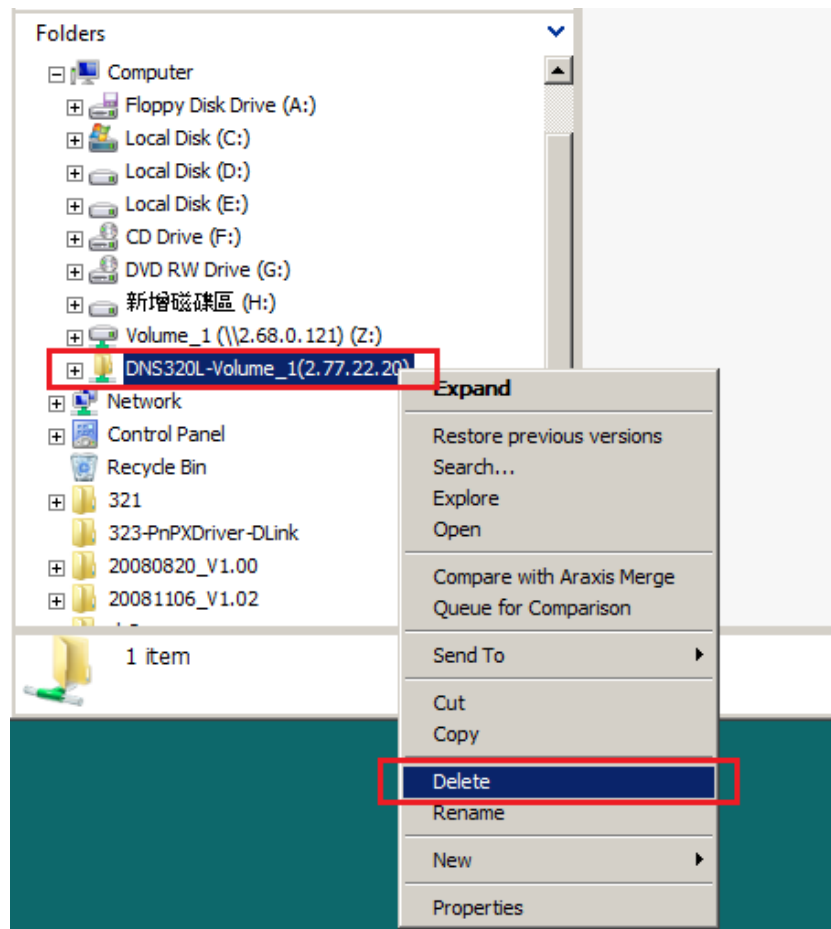 Folders
Computer
Floppy Disk Drive (A:)
Local Disk (C:)
Local Disk (D:)
Local Disk (E:)
CD Drive (F:)
DVD RW Drive (G:)
新增磁碟區 (H:)
Volume_1 (\\2.68.0.121) (Z:)
DNS320L-Volume_1(2.77.22.20)
Network
Control Panel
Recycle Bin
321
323-PnPXDriver-DLink
20080820_V1.00
20081106_V1.02
1 item
Expand
Restore previous versions
Search...
Explore
Open
Compare with Araxis Merge
Queue for Comparison
Send To
Cut
Copy
Delete
Rename
New
Properties